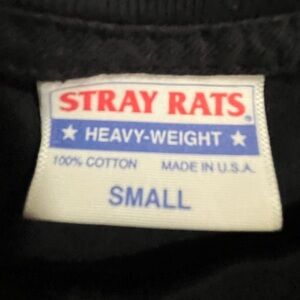 STRAY RATS®
★ HEAVY-WEIGHT ★
100% COTTON MADE IN U.S.A.
SMALL